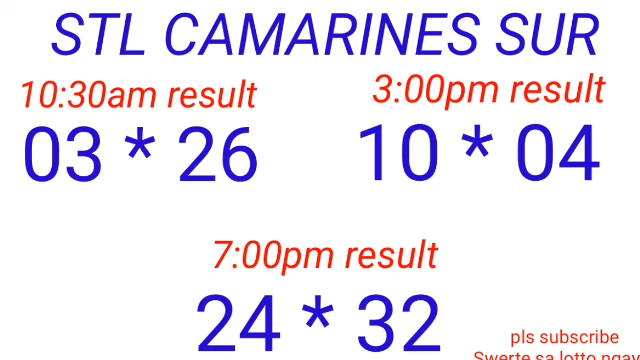 STL CAMARINES SUR
10:30am result
3:00pm result
03 * 26
10 * 04
7:00pm result
24 * 32
pls subscribe
Swerte sa lotto ngay